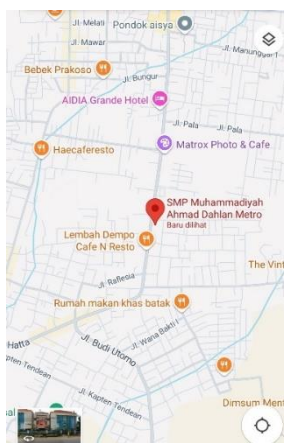 Jl. Melati
Pondok aisya
Jl. Mawar
Jl. Manunggal I
Bebek Prakoso
Jl. Bungur
AIDIA Grande Hotel
Jl. Pala
Jl. Pala
Matrox Photo & Cafe
Haecaferesto
SMP Muhammadiyah
Ahmad Dahlan Metro
Baru dilihat
Lembah Dempo
Cafe N Resto
The Vint
Jl. Raflesia
Rumah makan khas batak
Hatta
Jl. Wana Bakti I
Jl. Budi Utomo
Kapten Tendean
Jl. Kapten Tendean
Dimsum Ment
al